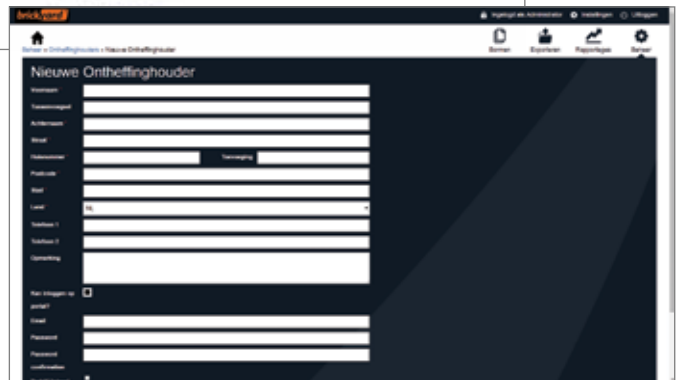 brickyard
Ingelogd als Administrator Instellingen Uitloggen
Beheer » Ontheffinghouders » Nieuwe Ontheffinghouder
Bonnen Exporteren Rapportages Beheer
Nieuwe Ontheffinghouder
Voornaam
Tussenvoegsel
Achternaam
Straat
Huisnummer Toevoeging
Postcode
Stad
Land NL
Telefoon 1
Telefoon 2
Opmerking
Kan inloggen op
portal?
Email
Password
Password
confirmation